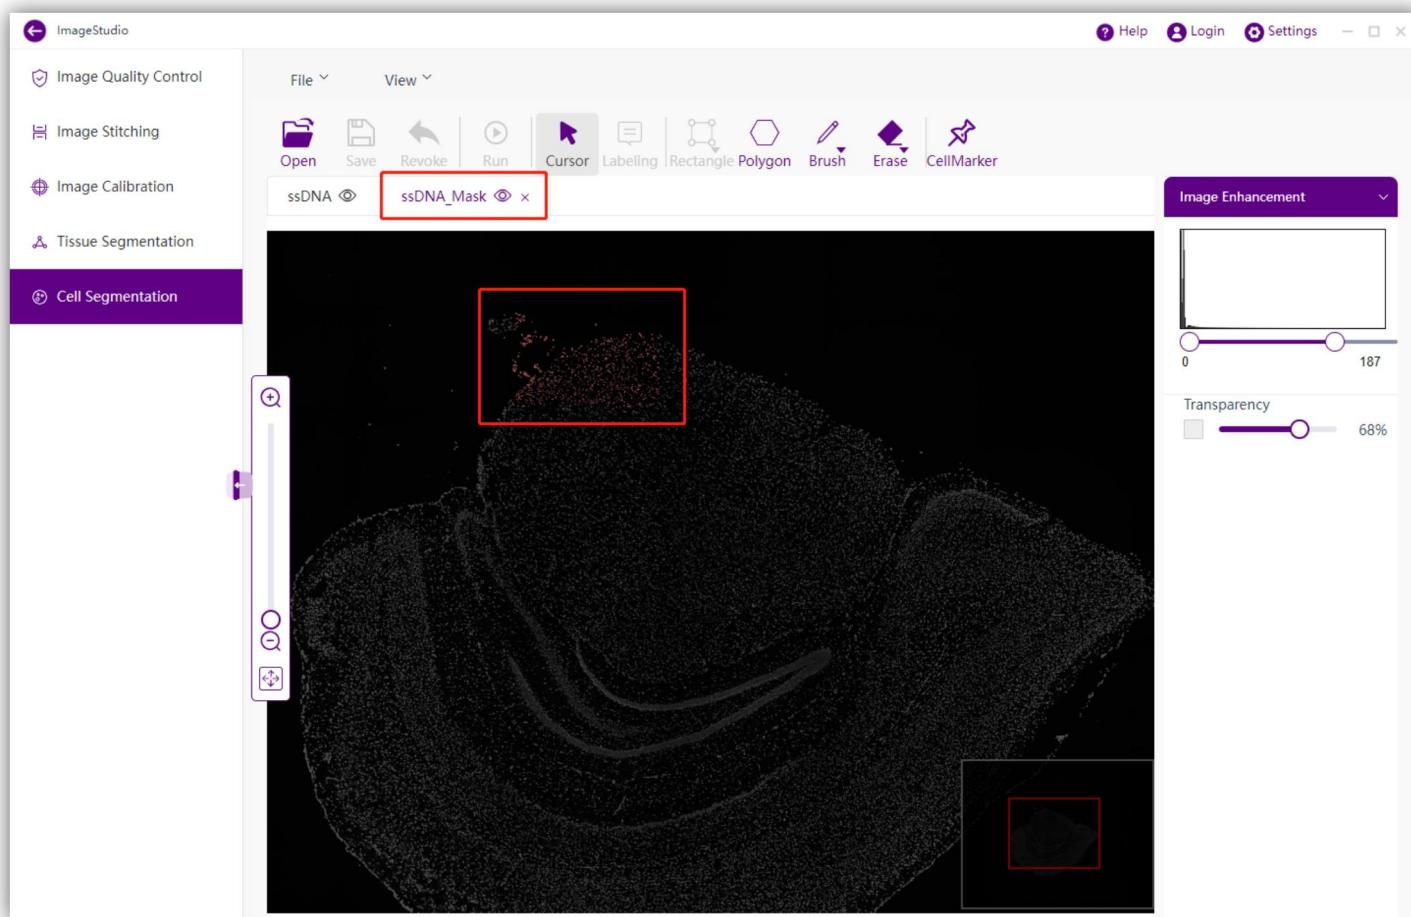 ImageStudio
Help Login Settings
Image Quality Control
Image Stitching
Image Calibration
Tissue Segmentation
Cell Segmentation
File View
Open Save Revoke Run Cursor Labeling Rectangle Polygon Brush Erase CellMarker
ssDNA ssDNA_Mask ×
Image Enhancement
0 187
Transparency
68%